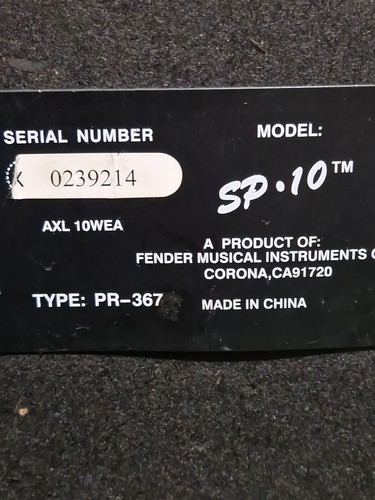 SERIAL NUMBER
X 0239214
AXL 10WEA
TYPE: PR-367
MODEL:
SP·10™
A PRODUCT OF:
FENDER MUSICAL INSTRUMENTS
CORONA,CA91720
MADE IN CHINA